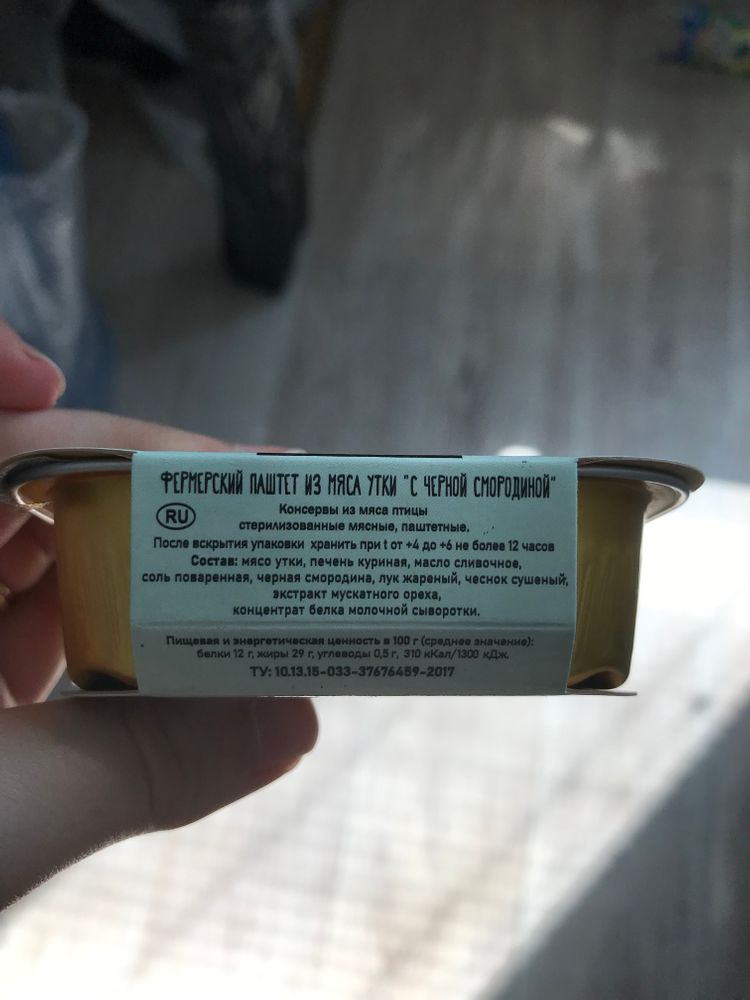 ФЕРМЕРСКИЙ ПАШТЕТ ИЗ МЯСА УТКИ "С ЧЕРНОЙ СМОРОДИНОЙ"
RU
Консервы из мяса птицы
стерилизованные мясные, паштетные.
После вскрытия упаковки хранить при t от +4 до +6 не более 12 часов
Состав: мясо утки, печень куриная, масло сливочное,
соль поваренная, черная смородина, лук жареный, чеснок сушеный,
экстракт мускатного ореха,
концентрат белка молочной сыворотки.
Пищевая и энергетическая ценность в 100 г (среднее значение):
белки 12 г, жиры 29 г, углеводы 0,5 г, 310 кКал/1300 кДж.
ТУ: 10.13.15-033-37676459-2017